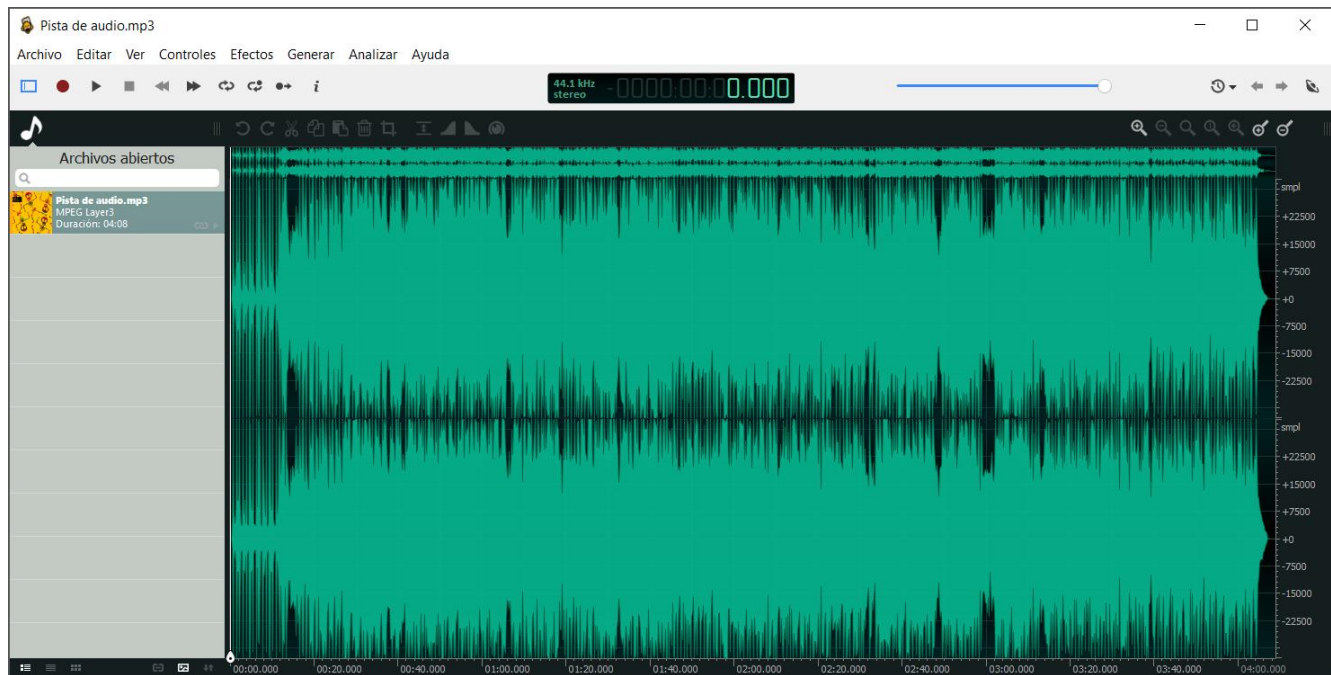 Pista de audio.mp3
Archivo Editar Ver Controles Efectos Generar Analizar Ayuda
44.1 kHz
stereo
-0000:00:00.000
Archivos abiertos
Pista de audio.mp3
MPEG Layer3
Duración: 04:08
smpl
+22500
+15000
+7500
+0
-7500
-15000
-22500
smpl
+22500
+15000
+7500
+0
-7500
-15000
-22500
00:00.000 00:20.000 00:40.000 01:00.000 01:20.000 01:40.000 02:00.000 02:20.000 02:40.000 03:00.000 03:20.000 03:40.000 04:00.000